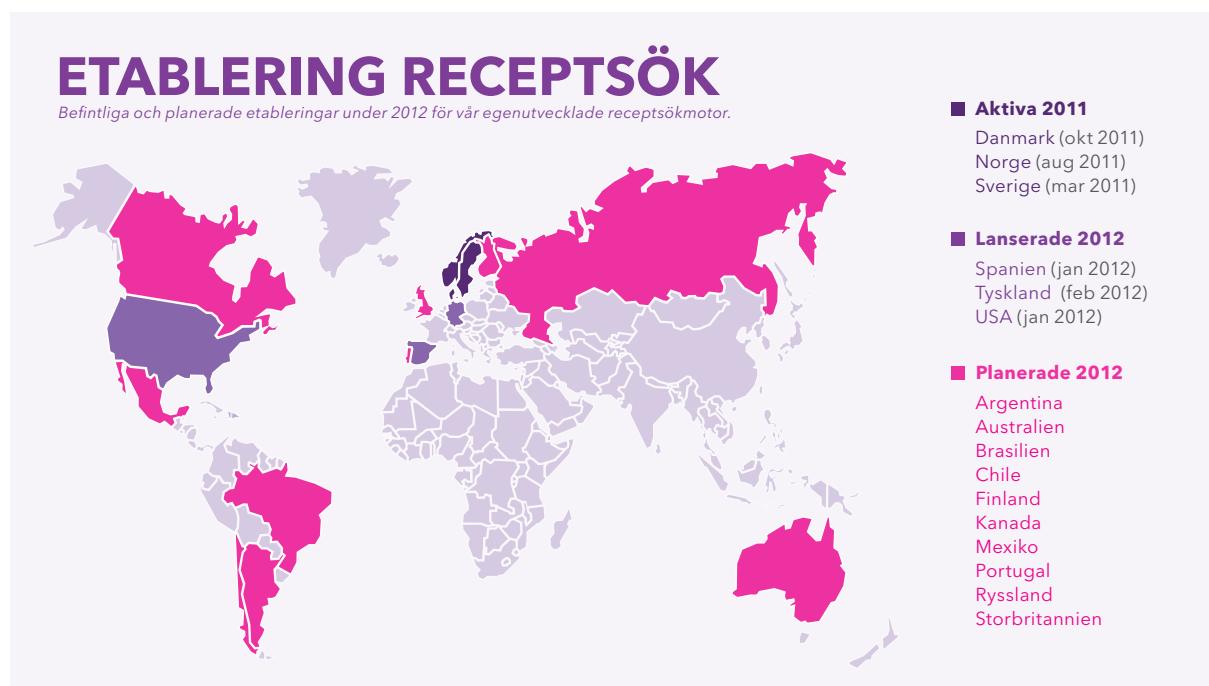 ETABLERING RECEPTSÖK
Befintliga och planerade etableringar under 2012 för vår egenutvecklade receptsökmotor.
Aktiva 2011
Danmark (okt 2011)
Norge (aug 2011)
Sverige (mar 2011)
Lanserade 2012
Spanien (jan 2012)
Tyskland (feb 2012)
USA (jan 2012)
Planerade 2012
Argentina
Australien
Brasilien
Chile
Finland
Kanada
Mexiko
Portugal
Ryssland
Storbritannien